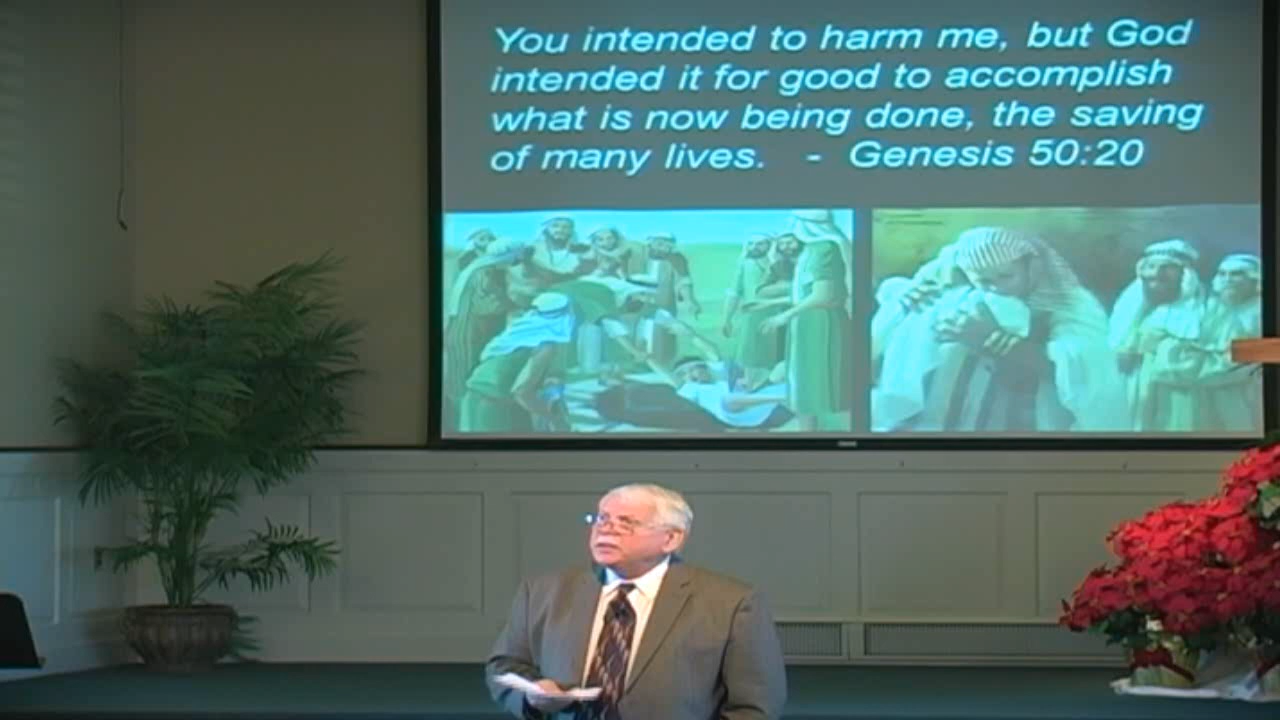 You intended to harm me, but God
intended it for good to accomplish
what is now being done, the saving
of many lives. - Genesis 50:20